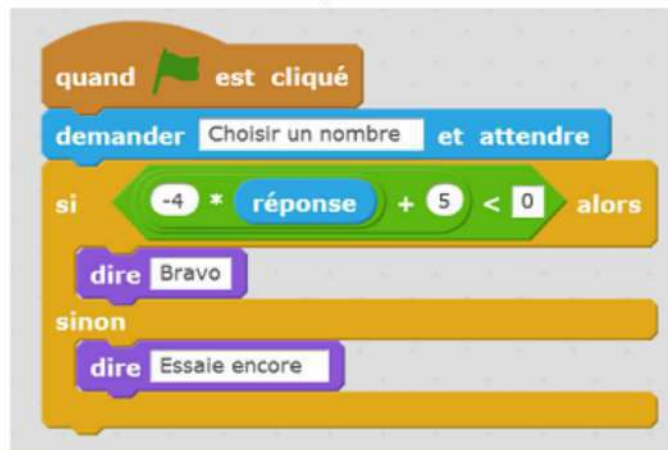 quand est cliqué
demander Choisir un nombre et attendre
si -4 * réponse + 5 < 0 alors
dire Bravo
sinon
dire Essaie encore